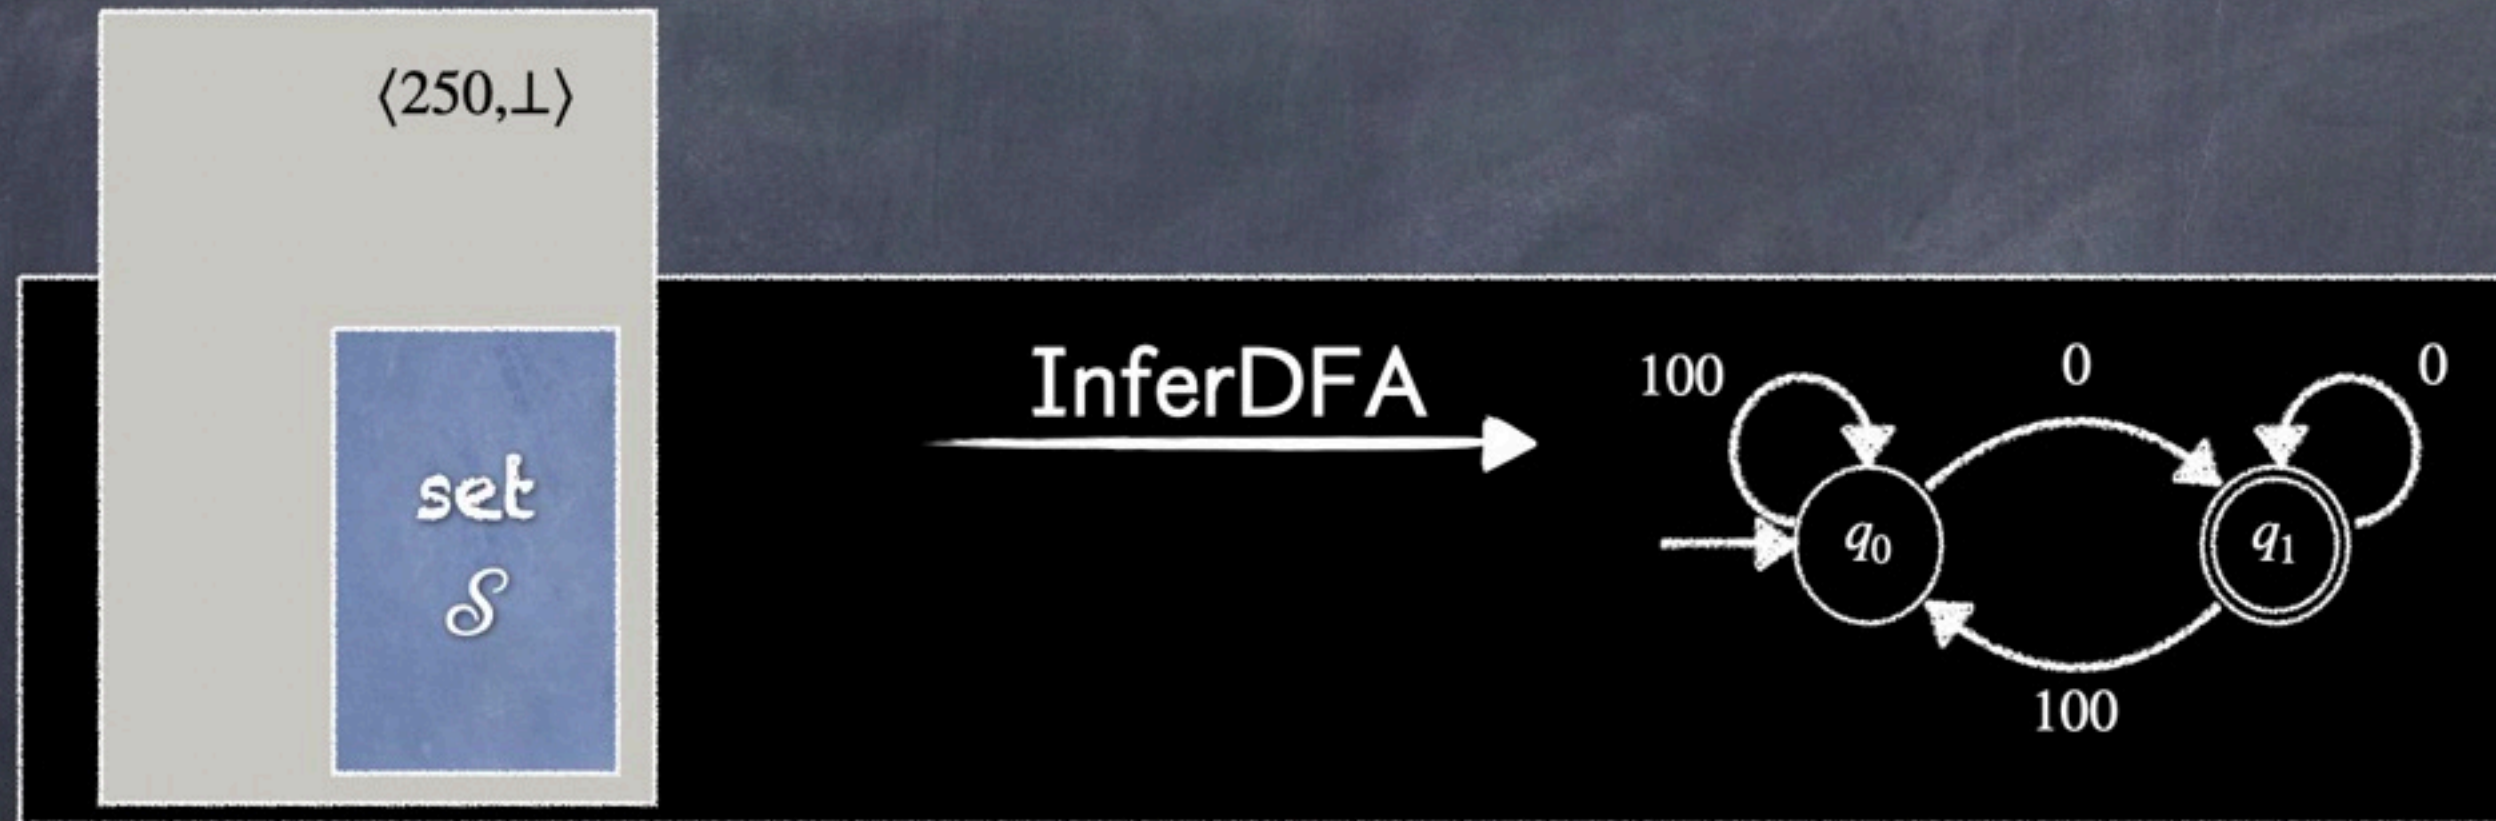 ⟨250,⊥⟩
set
𝒮
InferDFA
100
0
0
q₀
q₁
100